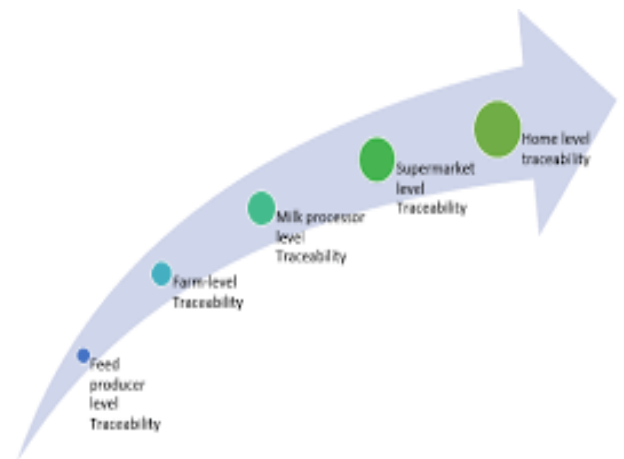 Home level
traceability
Supermarket
level
Traceability
Milk processor
level
Traceability
Farm-level
Traceability
Feed
producer
level
Traceability